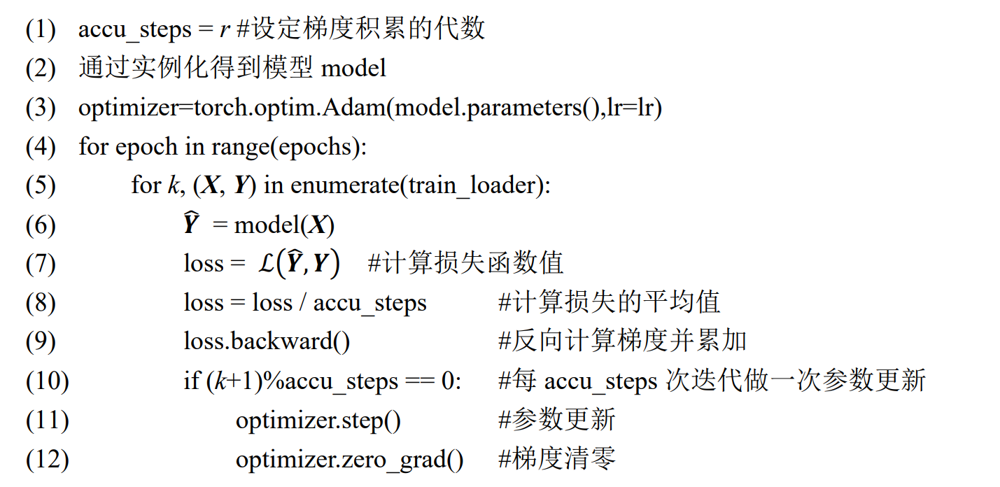 (1) accu_steps = r #设定梯度积累的代数
(2) 通过实例化得到模型 model
(3) optimizer=torch.optim.Adam(model.parameters(),lr=lr)
(4) for epoch in range(epochs):
(5) for k, (X, Y) in enumerate(train_loader):
(6) Ŷ = model(X)
(7) loss = ℒ(Ŷ, Y) #计算损失函数值
(8) loss = loss / accu_steps #计算损失的平均值
(9) loss.backward() #反向计算梯度并累加
(10) if (k+1)%accu_steps == 0: #每 accu_steps 次迭代做一次参数更新
(11) optimizer.step() #参数更新
(12) optimizer.zero_grad() #梯度清零